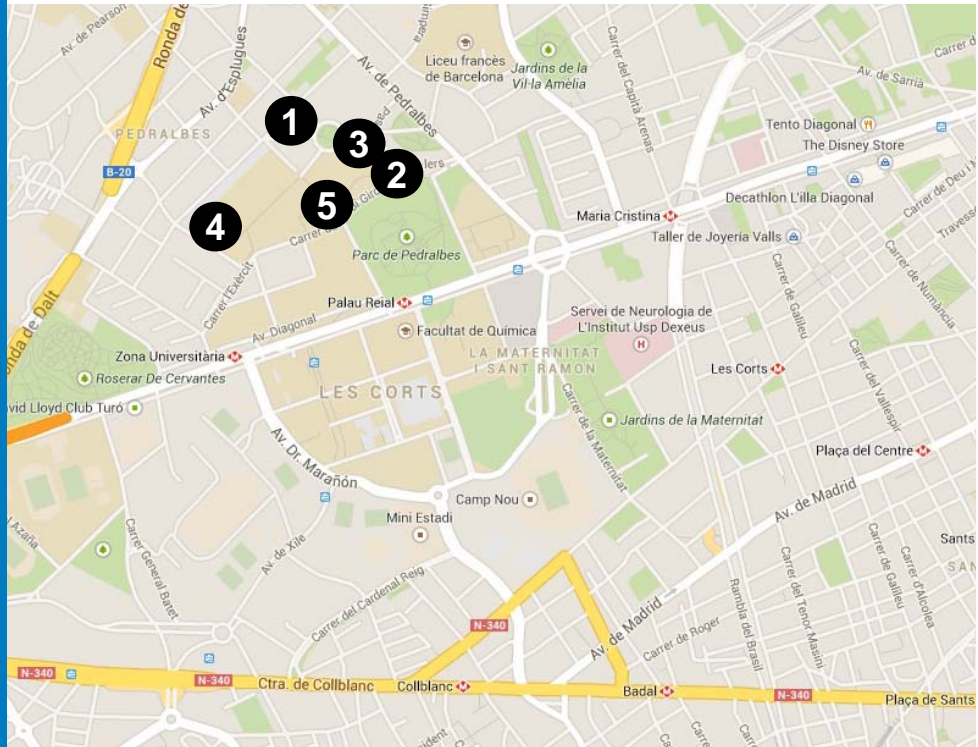 Av. de Pearson
Ronda de
Av. d'Esplugues
Liceu francès
de Barcelona
Jardins de la
Vil·la Amèlia
Carrer del Capità Arenas
Av. de Sarrià
Av. de Pedralbes
PEDRALBES
B-20
1
3
2
5
4
Tento Diagonal
The Disney Store
Decathlon L'illa Diagonal
Maria Cristina
Taller de Joyería Valls
Parc de Pedralbes
Carrer l'Exèrcit
Palau Reial
Av. Diagonal
Facultat de Química
Servei de Neurologia de
L'Institut Usp Dexeus
LA MATERNITAT
I SANT RAMON
Carrer de Galileu
Carrer de Numància
Zona Universitària
Roserar De Cervantes
LES CORTS
Les Corts
Carrer del Vallespir
Jardins de la Maternitat
Carrer de la Maternitat
Plaça del Centre
Av. Dr. Marañón
Camp Nou
Mini Estadi
Av. de Madrid
Sants
Av. de Xile
Carrer General Batet
Carrer del Cardenal Reig
Carrer de Galileu
Carrer d'Alcolea
Rambla del Brasil
Carrer del Tenor Masini
Av. de Madrid
Carrer de Roger
N-340
N-340
N-340
N-340
Ctra. de Collblanc
Collblanc
Badal
Plaça de Sants